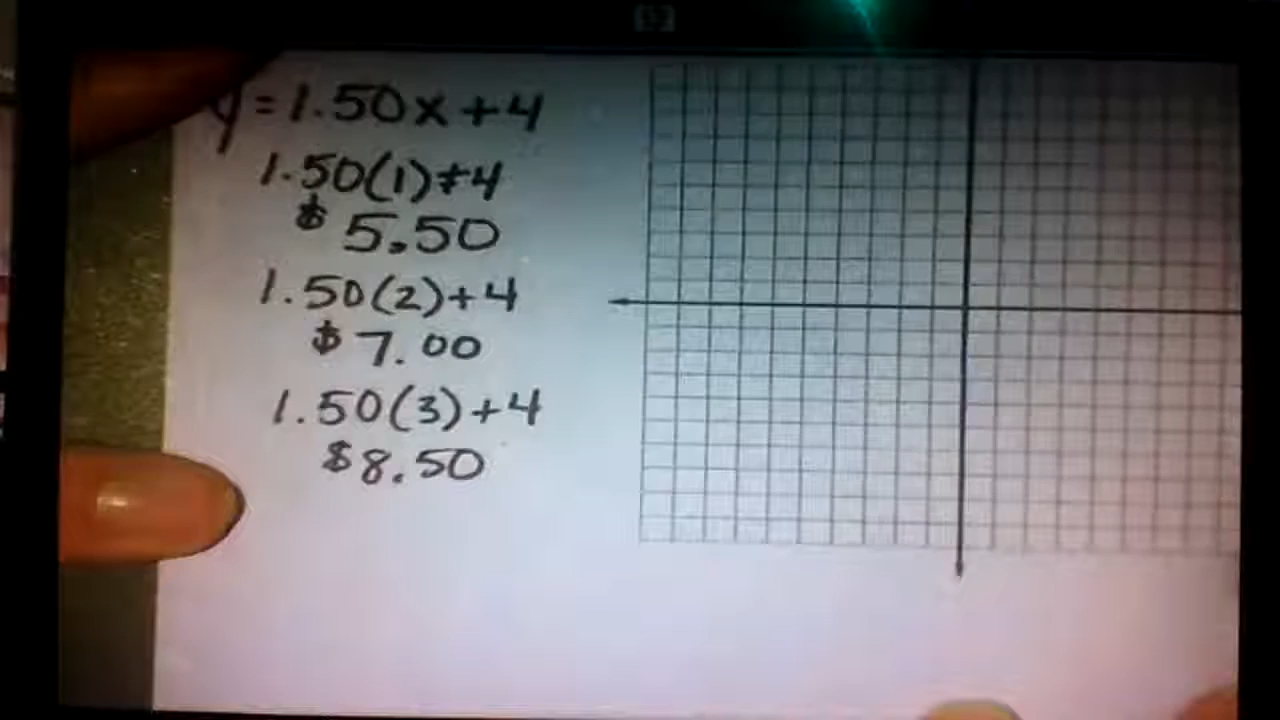 y = 1.50x + 4
1.50(1) + 4
$ 5.50
1.50(2) + 4
$ 7.00
1.50(3) + 4
$ 8.50